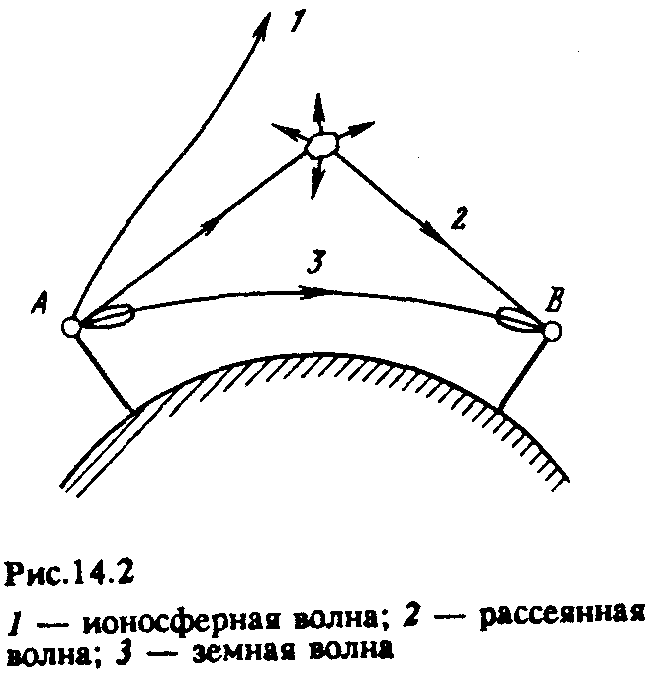 1
2
3
А
В
Рис.14.2
1 — ионосферная волна; 2 — рассеянная
волна; 3 — земная волна